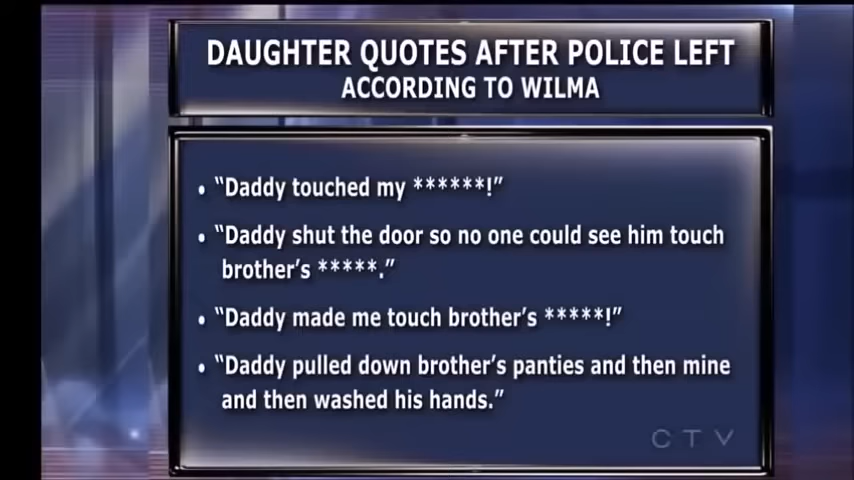 DAUGHTER QUOTES AFTER POLICE LEFT
ACCORDING TO WILMA
• "Daddy touched my ******!"
• "Daddy shut the door so no one could see him touch
brother's *****."
• "Daddy made me touch brother's *****!"
• "Daddy pulled down brother's panties and then mine
and then washed his hands."
CTV